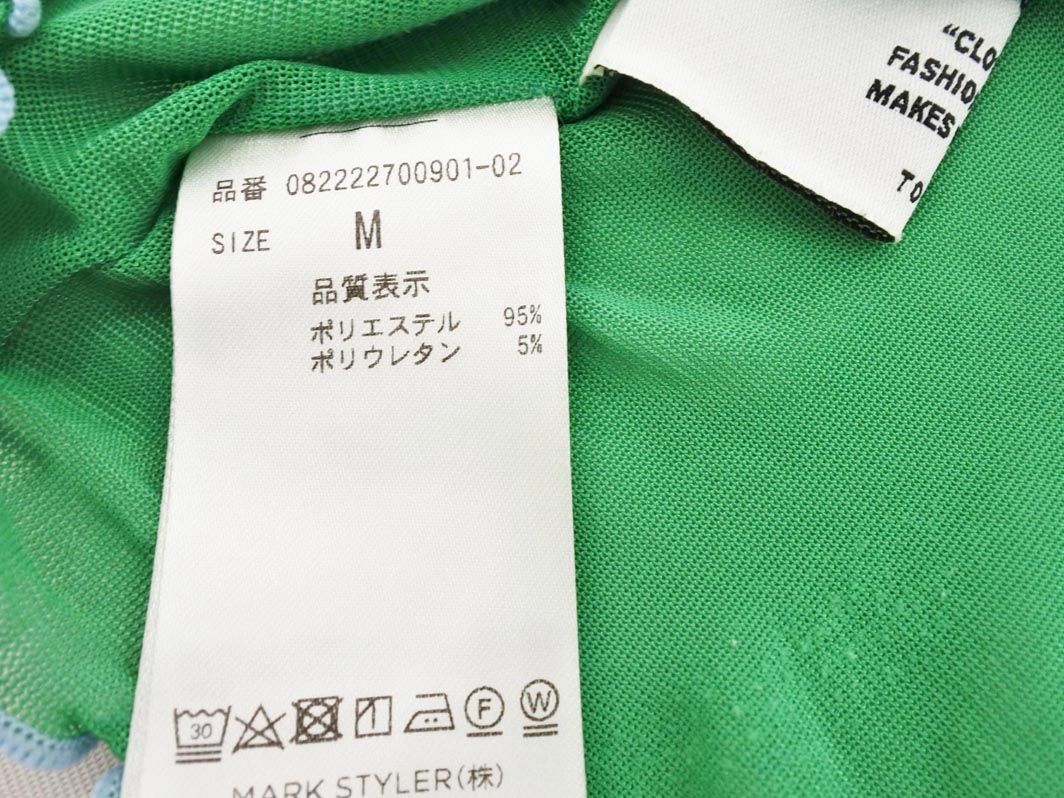 品番 082222700901-02
SIZE M
品質表示
ポリエステル 95%
ポリウレタン 5%
30
F
W
MARK STYLER(株)
"CLO
FASHIO
MAKES
TO